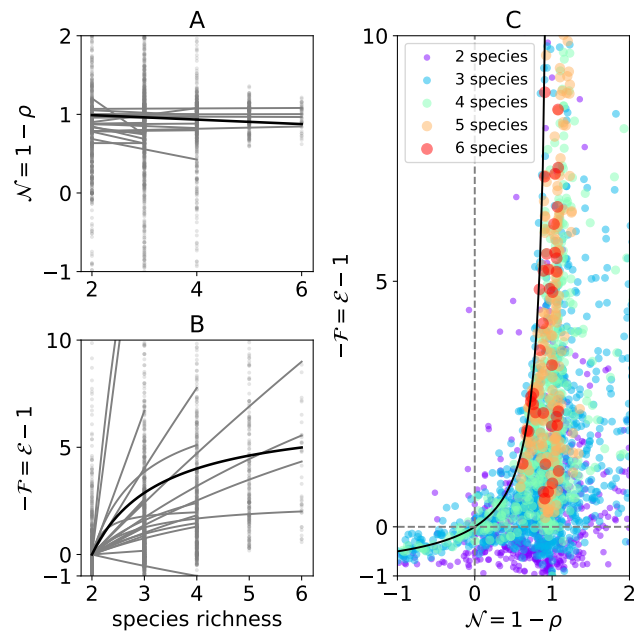 A
2
1
0
−1
𝒩 = 1 − ρ
2
3
4
5
6
B
10
5
0
−1
−ℱ = ℰ − 1
2
3
4
5
6
species richness
C
10
5
0
−1
−ℱ = ℰ − 1
2 species
3 species
4 species
5 species
6 species
−1
0
1
2
𝒩 = 1 − ρ